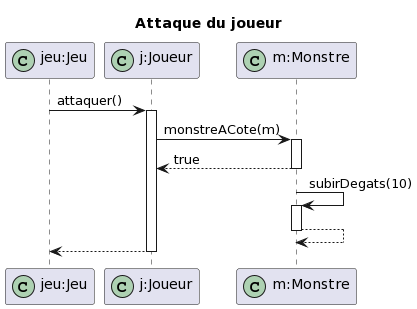 Attaque du joueur
C jeu:Jeu C j:Joueur C m:Monstre
attaquer()
monstreACote(m)
true
subirDegats(10)
C jeu:Jeu C j:Joueur C m:Monstre